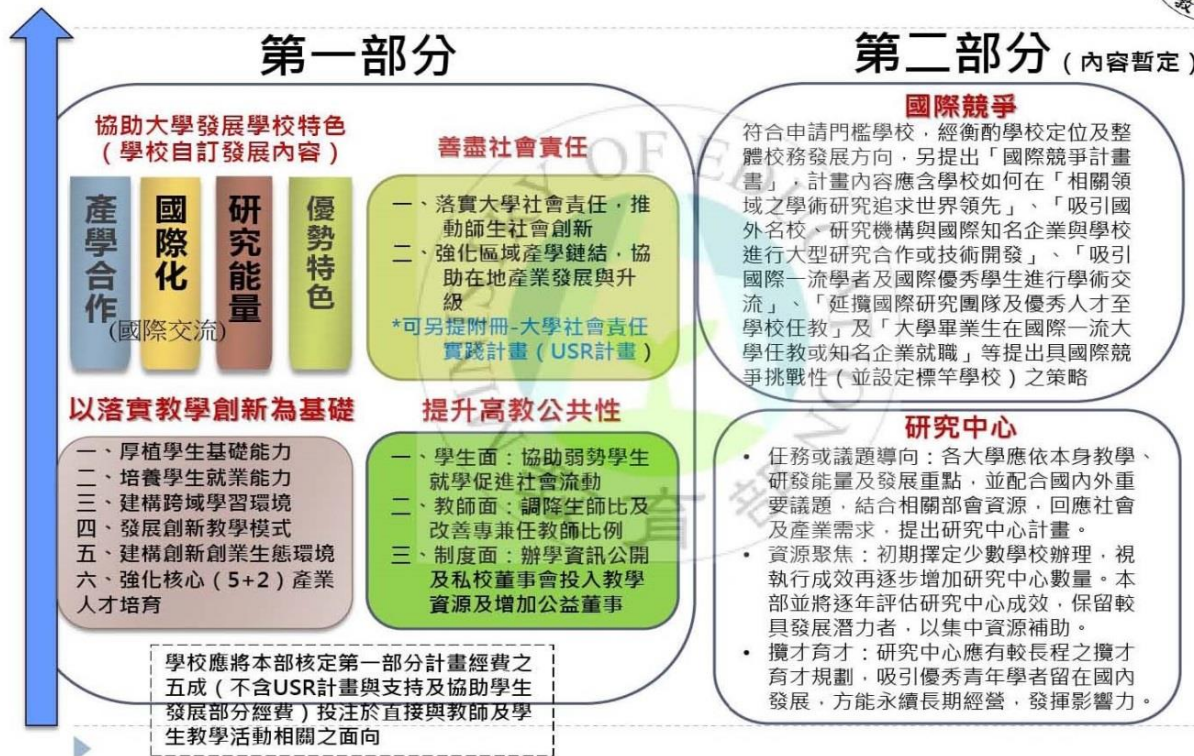 第一部分
協助大學發展學校特色
（學校自訂發展內容）
產學合作
國際化
研究能量
優勢特色
(國際交流)
善盡社會責任
一、落實大學社會責任，推
動師生社會創新
二、強化區域產學鏈結，協
助在地產業發展與升
級
*可另提附冊-大學社會責任
實踐計畫（USR計畫）
以落實教學創新為基礎
一、厚植學生基礎能力
二、培養學生就業能力
三、建構跨域學習環境
四、發展創新教學模式
五、建構創新創業生態環境
六、強化核心（5+2）產業
人才培育
提升高教公共性
一、學生面：協助弱勢學生
就學促進社會流動
二、教師面：調降生師比及
改善專兼任教師比例
三、制度面：辦學資訊公開
及私校董事會投入教學
資源及增加公益董事
學校應將本部核定第一部分計畫經費之
五成（不含USR計畫與支持及協助學生
發展部分經費）投注於直接與教師及學
生教學活動相關之面向
第二部分（內容暫定）
國際競爭
符合申請門檻學校，經衡酌學校定位及整
體校務發展方向，另提出「國際競爭計畫
書」，計畫內容應含學校如何在「相關領
域之學術研究追求世界領先」、「吸引國
外名校、研究機構與國際知名企業與學校
進行大型研究合作或技術開發」、「吸引
國際一流學者及國際優秀學生進行學術交
流」、「延攬國際研究團隊及優秀人才至
學校任教」及「大學畢業生在國際一流大
學任教或知名企業就職」等提出具國際競
爭挑戰性（並設定標竿學校）之策略
研究中心
• 任務或議題導向：各大學應依本身教學、
研發能量及發展重點，並配合國內外重
要議題，結合相關部會資源，回應社會
及產業需求，提出研究中心計畫。
• 資源聚焦：初期擇定少數學校辦理，視
執行成效再逐步增加研究中心數量。本
部並將逐年評估研究中心成效，保留較
具發展潛力者，以集中資源補助。
• 攬才育才：研究中心應有較長程之攬才
育才規劃，吸引優秀青年學者留在國內
發展，方能永續長期經營，發揮影響力。
MINISTRY OF EDUCATION
教育部
教